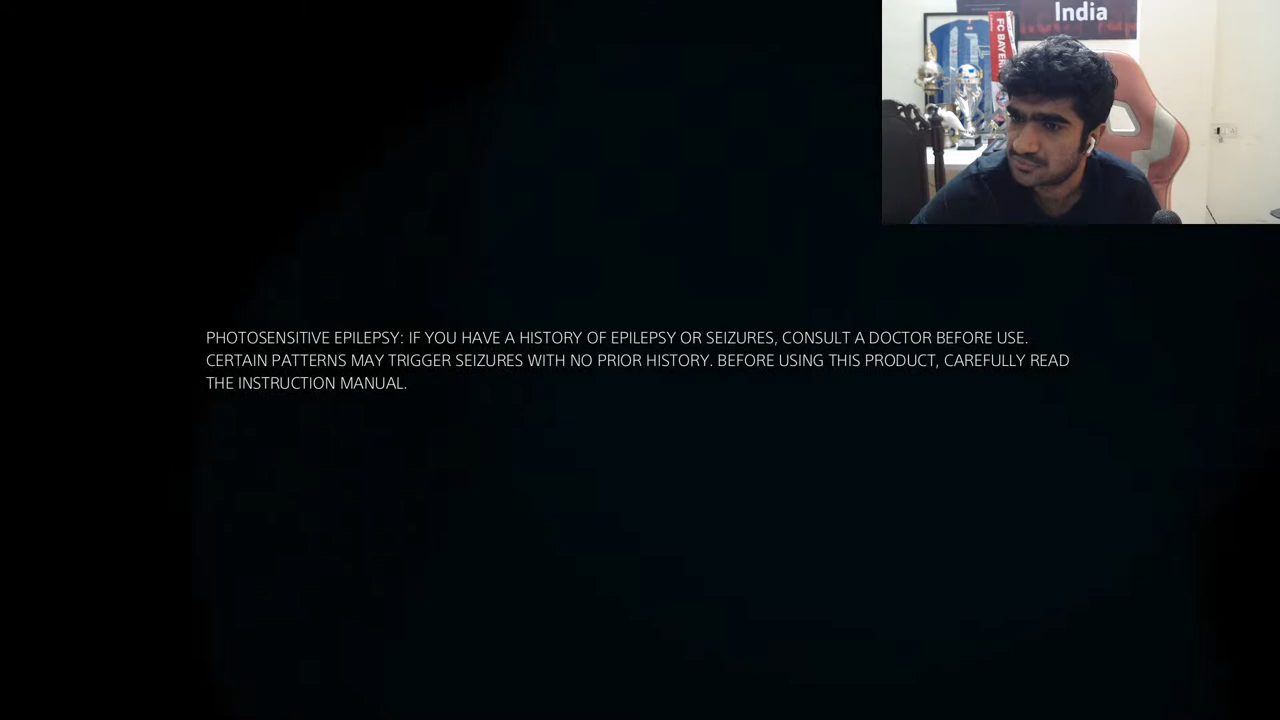 India
FC BAYERN
PHOTOSENSITIVE EPILEPSY: IF YOU HAVE A HISTORY OF EPILEPSY OR SEIZURES, CONSULT A DOCTOR BEFORE USE.
CERTAIN PATTERNS MAY TRIGGER SEIZURES WITH NO PRIOR HISTORY. BEFORE USING THIS PRODUCT, CAREFULLY READ
THE INSTRUCTION MANUAL.